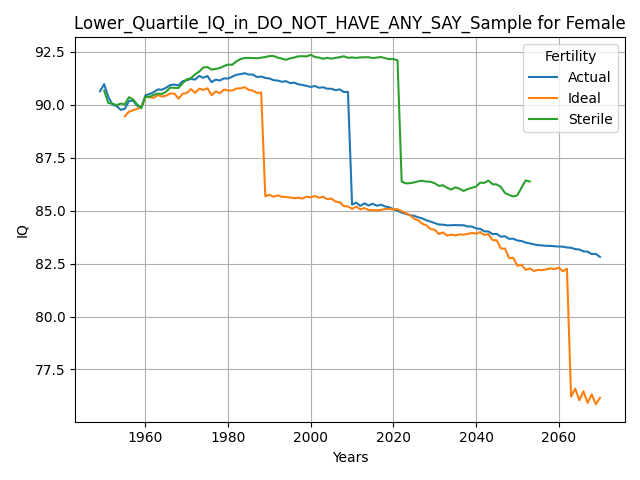 Lower_Quartile_IQ_in_DO_NOT_HAVE_ANY_SAY_Sample for Female
92.5
90.0
87.5
85.0
82.5
80.0
77.5
IQ
Fertility
Actual
Ideal
Sterile
1960
1980
2000
2020
2040
2060
Years